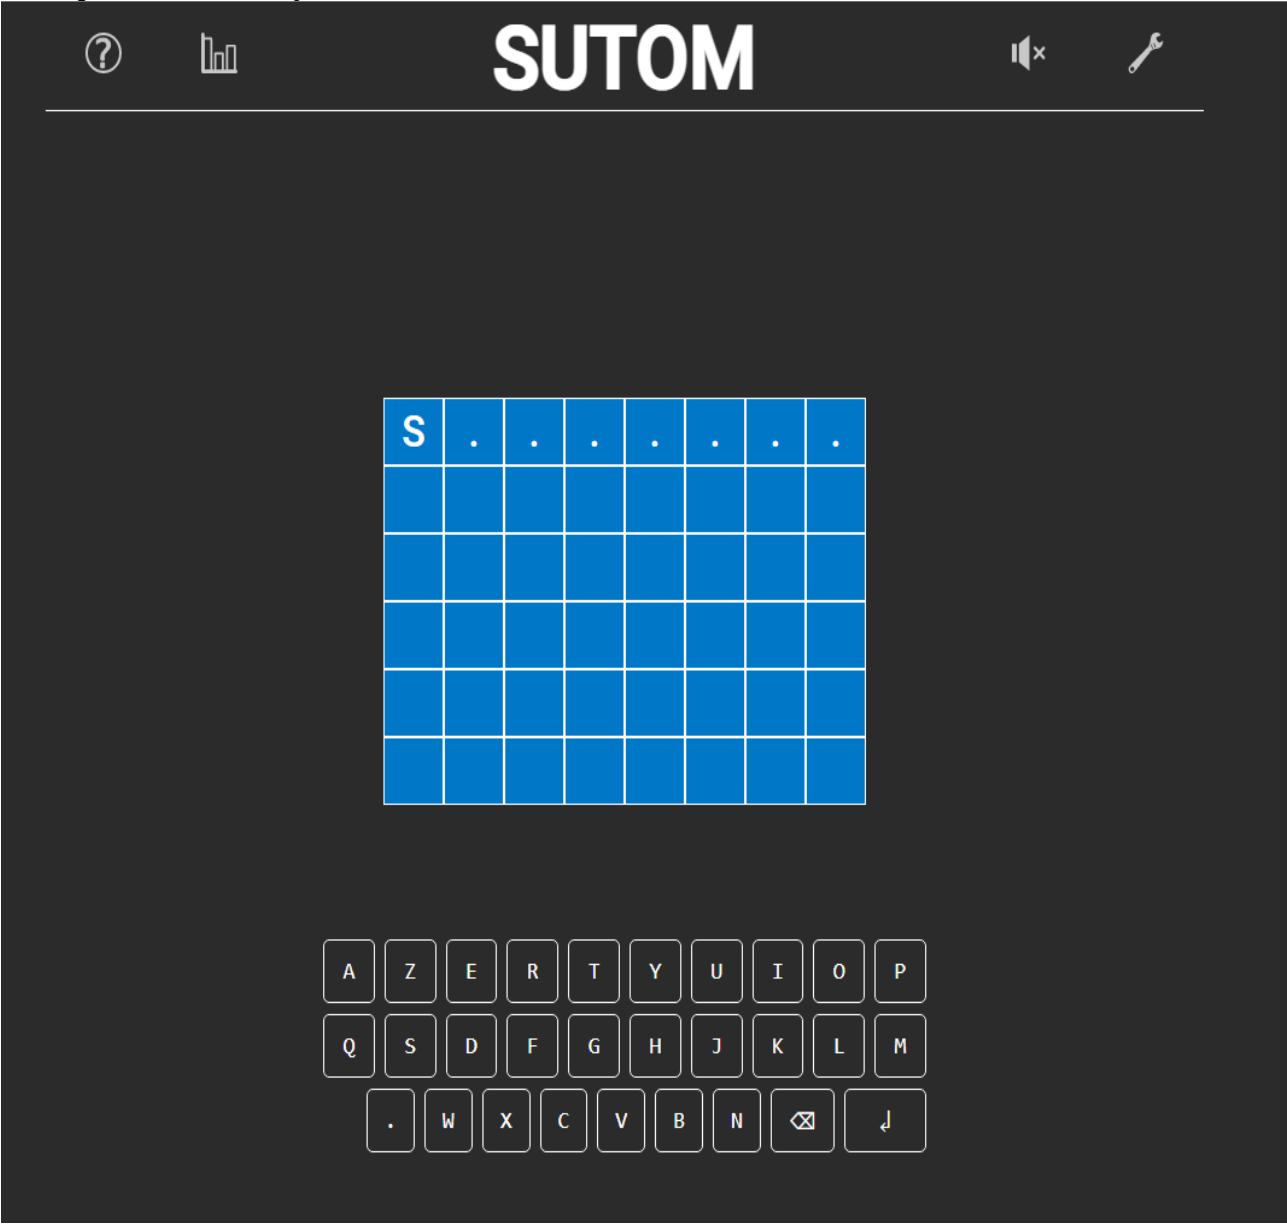 ? SUTOM
S . . . . . . .
A Z E R T Y U I O P
Q S D F G H J K L M
. W X C V B N